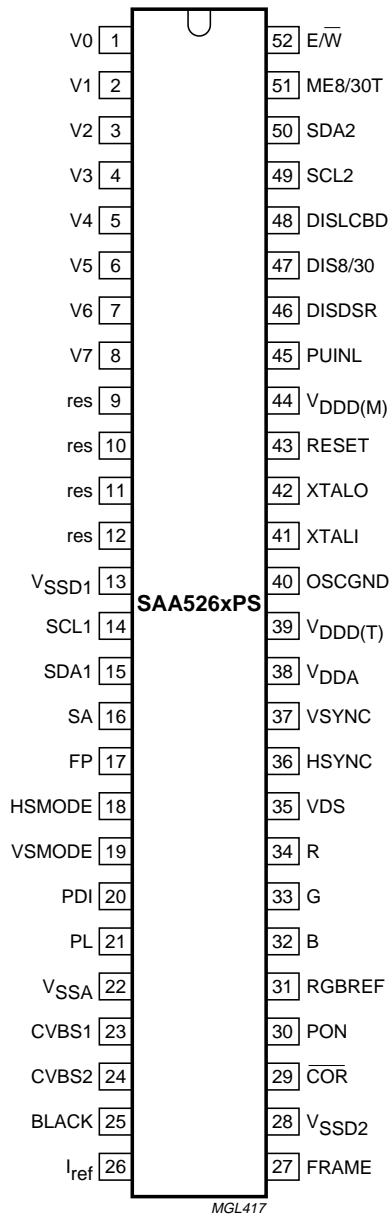 V0 1 52 E/W̅
V1 2 51 ME8/30T
V2 3 50 SDA2
V3 4 49 SCL2
V4 5 48 DISLCBD
V5 6 47 DIS8/30
V6 7 46 DISDSR
V7 8 45 PUINL
res 9 44 VDDD(M)
res 10 43 RESET
res 11 42 XTALO
res 12 41 XTALI
VSSD1 13 40 OSCGND
SAA526xPS
SCL1 14 39 VDDD(T)
SDA1 15 38 VDDA
SA 16 37 VSYNC
FP 17 36 HSYNC
HSMODE 18 35 VDS
VSMODE 19 34 R
PDI 20 33 G
PL 21 32 B
VSSA 22 31 RGBREF
CVBS1 23 30 PON
CVBS2 24 29 C̅O̅R̅
BLACK 25 28 VSSD2
Iref 26 27 FRAME
MGL417